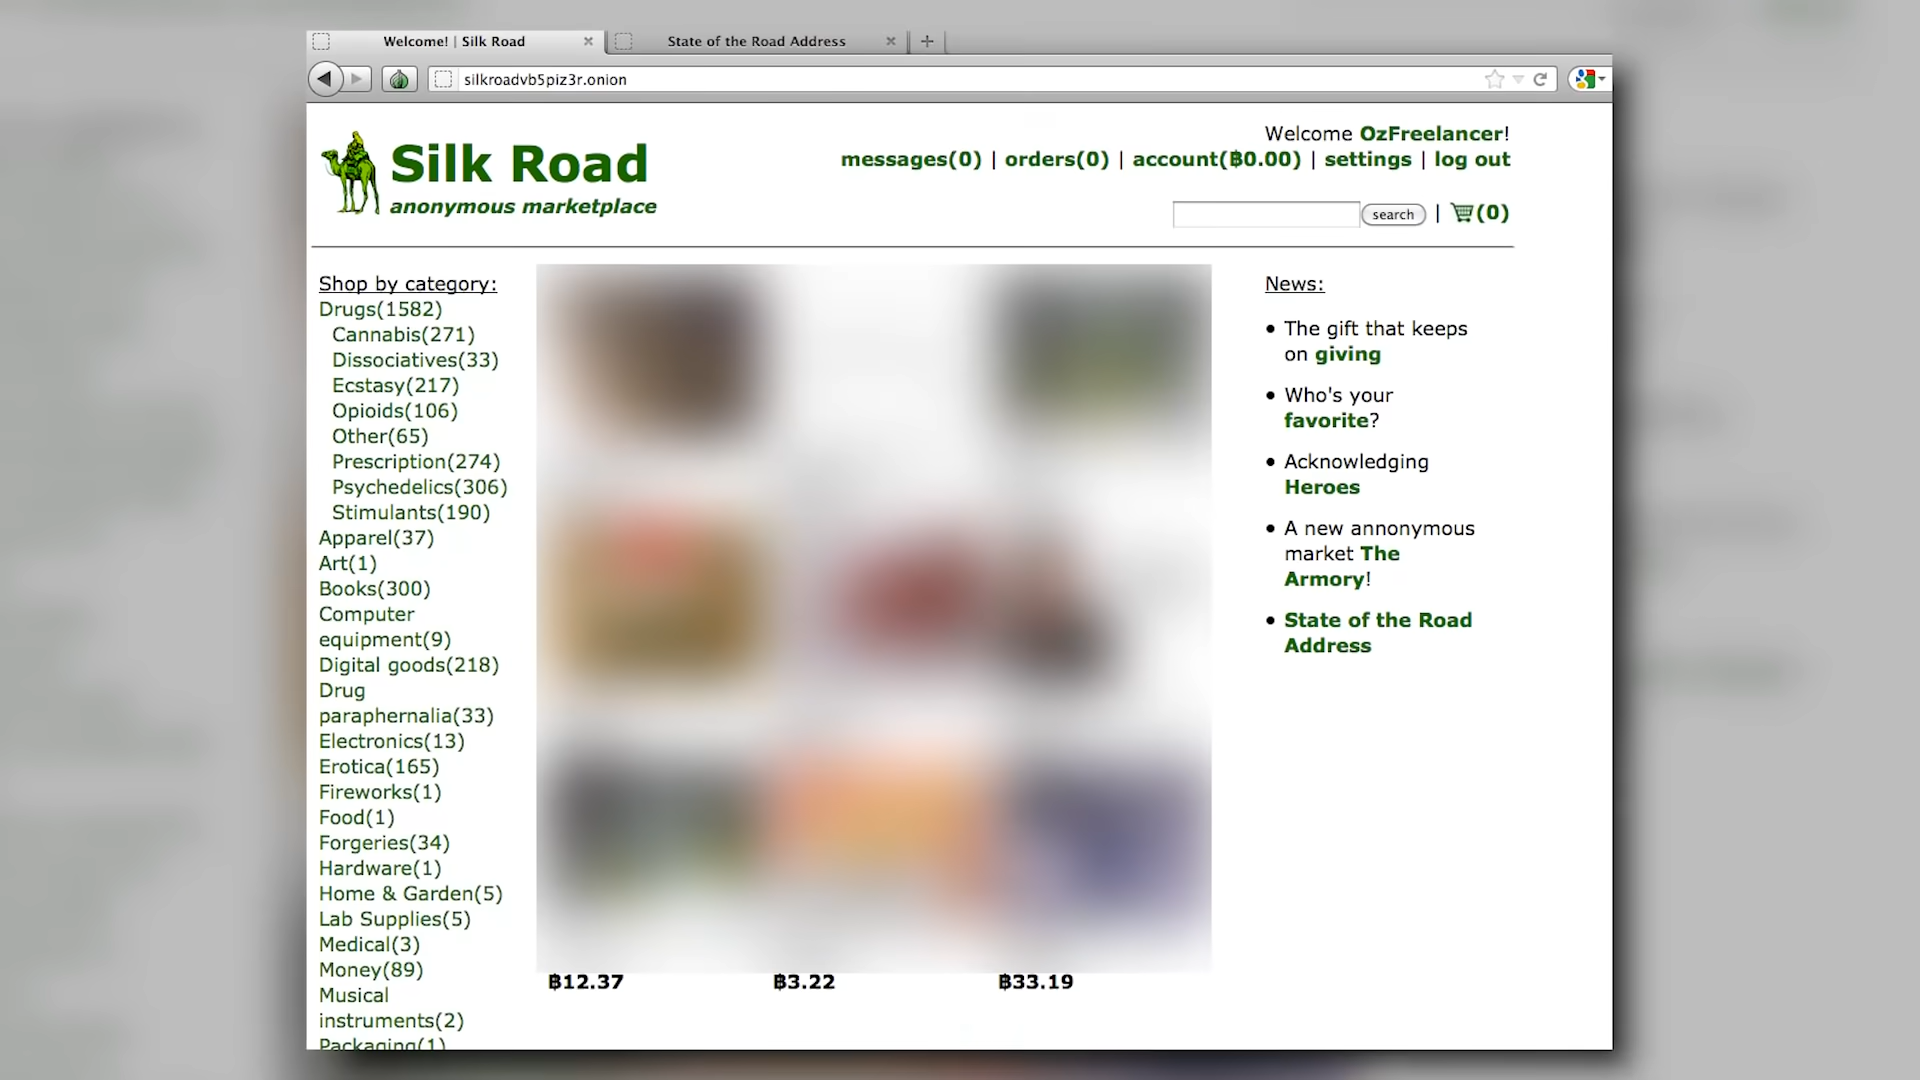 Welcome! | Silk Road
State of the Road Address
silkroadvb5piz3r.onion
Silk Road
anonymous marketplace
Welcome OzFreelancer!
messages(0) | orders(0) | account(฿0.00) | settings | log out
search | (0)
Shop by category:
Drugs(1582)
Cannabis(271)
Dissociatives(33)
Ecstasy(217)
Opioids(106)
Other(65)
Prescription(274)
Psychedelics(306)
Stimulants(190)
Apparel(37)
Art(1)
Books(300)
Computer
equipment(9)
Digital goods(218)
Drug
paraphernalia(33)
Electronics(13)
Erotica(165)
Fireworks(1)
Food(1)
Forgeries(34)
Hardware(1)
Home & Garden(5)
Lab Supplies(5)
Medical(3)
Money(89)
Musical
instruments(2)
Packaging(1)
฿12.37
฿3.22
฿33.19
News:
• The gift that keeps
on giving
• Who's your
favorite?
• Acknowledging
Heroes
• A new annonymous
market The
Armory!
• State of the Road
Address